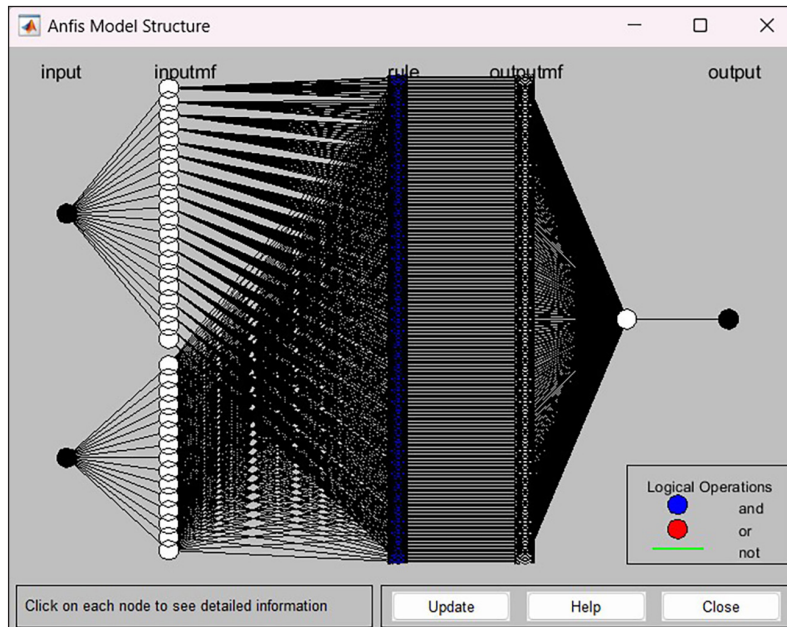 Anfis Model Structure
input inputmf rule outputmf output
Logical Operations
and
or
not
Click on each node to see detailed information
Update Help Close